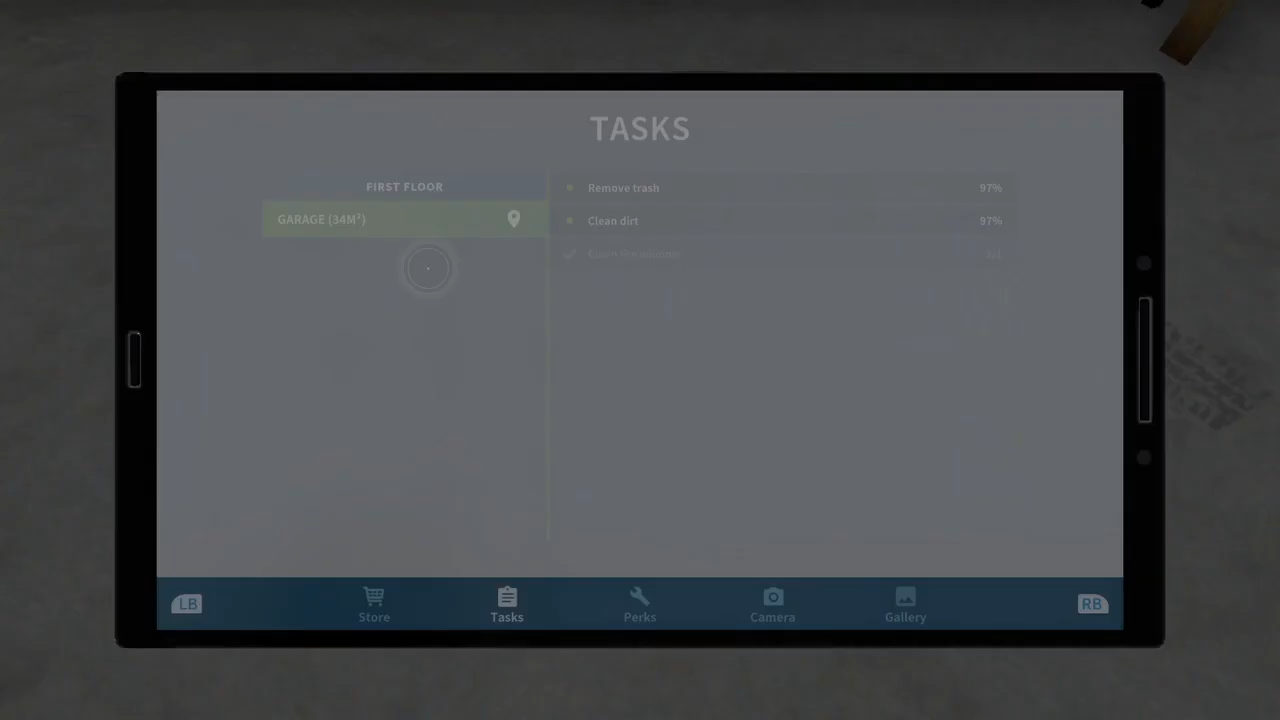 TASKS
FIRST FLOOR
GARAGE (34M²)
Remove trash 97%
Clean dirt 97%
LB
Store
Tasks
Perks
Camera
Gallery
RB